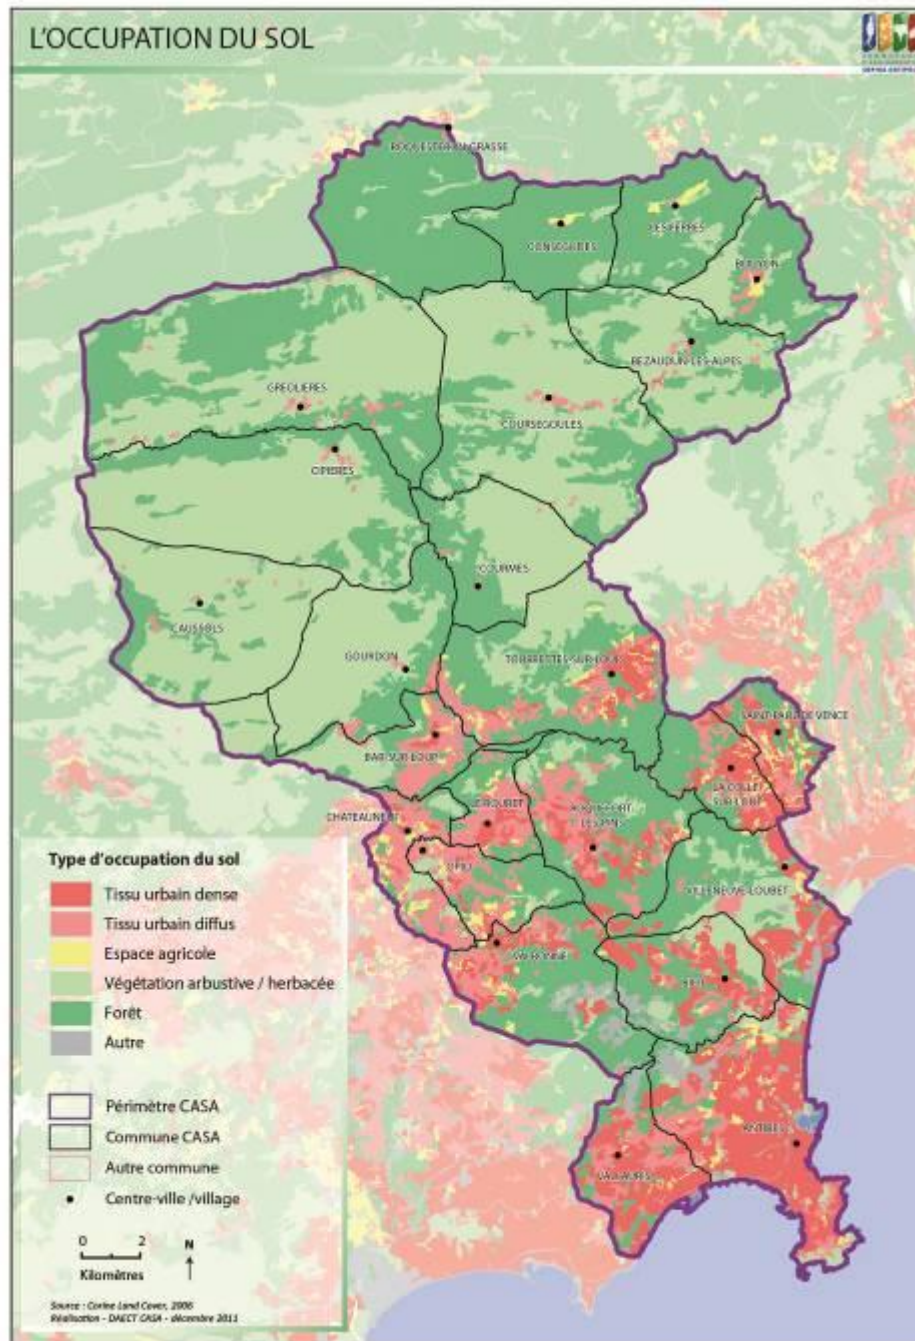 L'OCCUPATION DU SOL
CONSEGUDES
LES FERRES
BOUYON
BEZAUDUN-LES-ALPES
GREOLIERES
COURSEGOULES
CIPIERES
COURMES
CAUSSOLS
GOURDON
TOURRETTES-SUR-LOUP
SAINT-PAUL DE VENCE
BAR-SUR-LOUP
LA COLLE
SUR-LOUP
LE ROURET
ROQUEFORT
LES PINS
CHATEAUNEUF
OPIO
VILLENEUVE-LOUBET
VALBONNE
BIOT
ANTIBES
VALLAURIS
Type d'occupation du sol
Tissu urbain dense
Tissu urbain diffus
Espace agricole
Végétation arbustive / herbacée
Forêt
Autre
Périmètre CASA
Commune CASA
Autre commune
Centre-ville /village
0 2
N
Kilomètres
Source : Corine Land Cover, 2006
Réalisation - DAECT CASA - décembre 2011